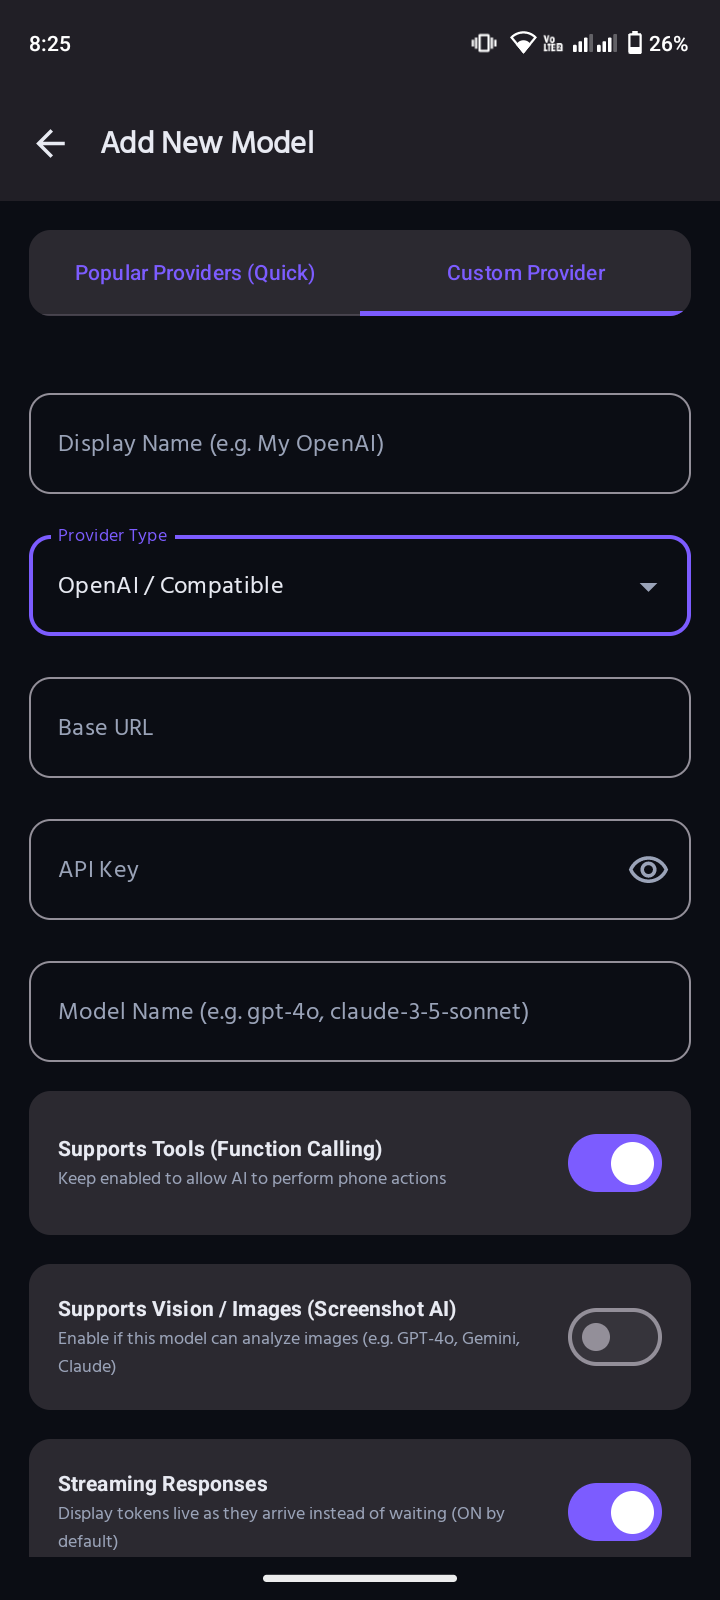 8:25
Vo
LTE 2
26%
Add New Model
Popular Providers (Quick)
Custom Provider
Display Name (e.g. My OpenAI)
Provider Type
OpenAI / Compatible
Base URL
API Key
Model Name (e.g. gpt-4o, claude-3-5-sonnet)
Supports Tools (Function Calling)
Keep enabled to allow AI to perform phone actions
Supports Vision / Images (Screenshot AI)
Enable if this model can analyze images (e.g. GPT-4o, Gemini,
Claude)
Streaming Responses
Display tokens live as they arrive instead of waiting (ON by
default)